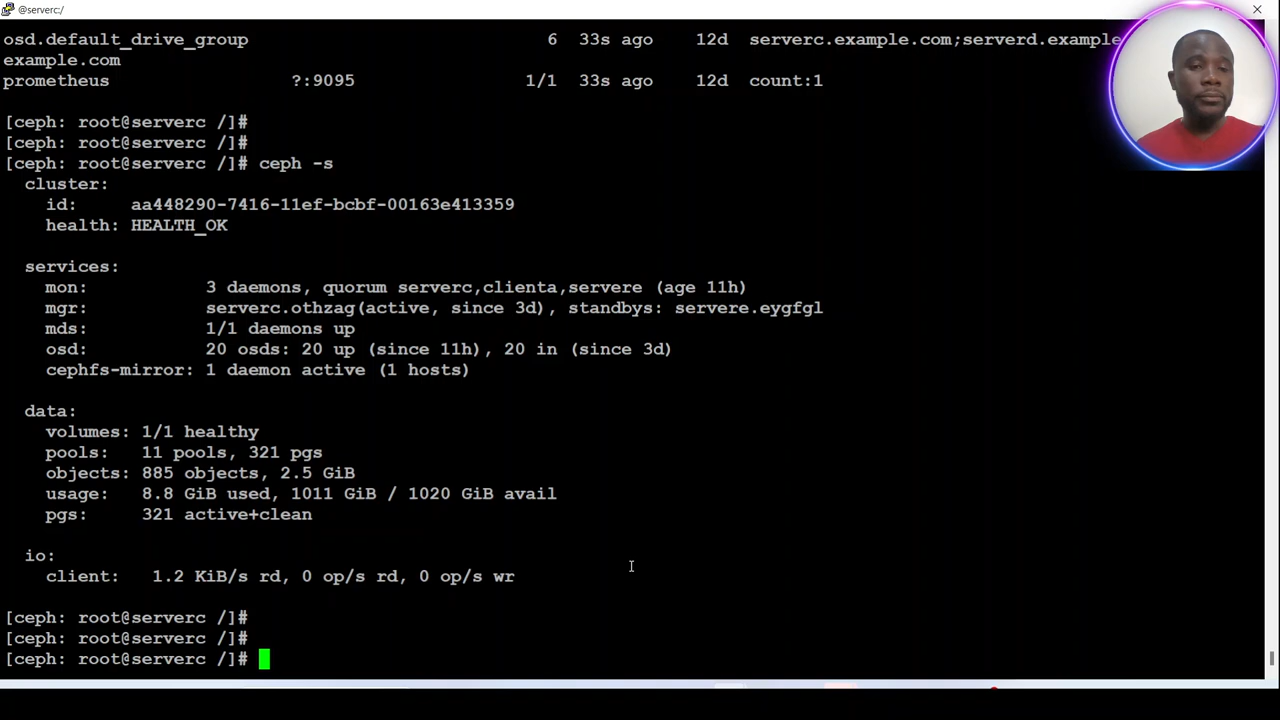 @serverc:/
osd.default_drive_group 6 33s ago 12d serverc.example.com;serverd.example
example.com
prometheus ?:9095 1/1 33s ago 12d count:1
[ceph: root@serverc /]#
[ceph: root@serverc /]#
[ceph: root@serverc /]# ceph -s
cluster:
id: aa448290-7416-11ef-bcbf-00163e413359
health: HEALTH_OK
services:
mon: 3 daemons, quorum serverc,clienta,servere (age 11h)
mgr: serverc.othzag(active, since 3d), standbys: servere.eygfgl
mds: 1/1 daemons up
osd: 20 osds: 20 up (since 11h), 20 in (since 3d)
cephfs-mirror: 1 daemon active (1 hosts)
data:
volumes: 1/1 healthy
pools: 11 pools, 321 pgs
objects: 885 objects, 2.5 GiB
usage: 8.8 GiB used, 1011 GiB / 1020 GiB avail
pgs: 321 active+clean
io:
client: 1.2 KiB/s rd, 0 op/s rd, 0 op/s wr
[ceph: root@serverc /]#
[ceph: root@serverc /]#
[ceph: root@serverc /]#